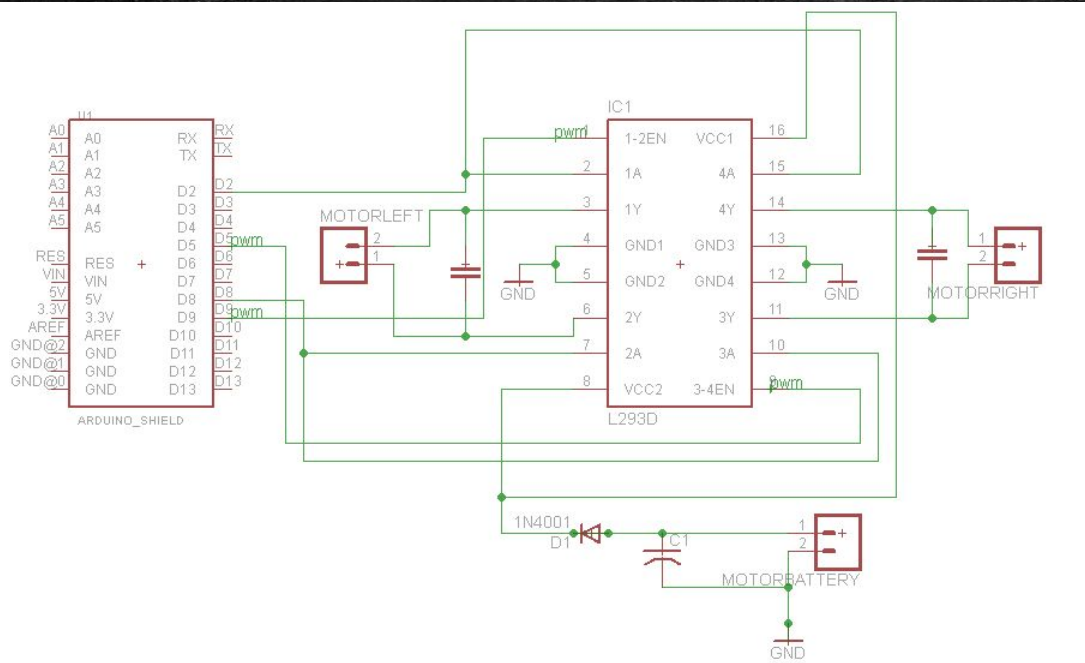 U1
A0 A0 RX RX
A1 A1 TX TX
A2 A2
A3 A3 D2 D2
A4 A4 D3 D3
A5 A5 D4 D4
D5 D5 pwm
RES RES D6 D6
VIN VIN D7 D7
5V 5V D8 D8
3.3V 3.3V D9 D9 pwm
AREF AREF D10 D10
GND@2 GND D11 D11
GND@1 GND D12 D12
GND@0 GND D13 D13
ARDUINO_SHIELD
MOTORLEFT
2
+ 1
IC1
pwm 1 1-2EN VCC1 16
2 1A 4A 15
3 1Y 4Y 14
4 GND1 GND3 13
5 GND2 GND4 12
6 2Y 3Y 11
7 2A 3A 10
8 VCC2 3-4EN 9 pwm
L293D
GND
GND
1 +
2
MOTORRIGHT
1N4001
D1
C1
1 +
2
MOTORBATTERY
GND